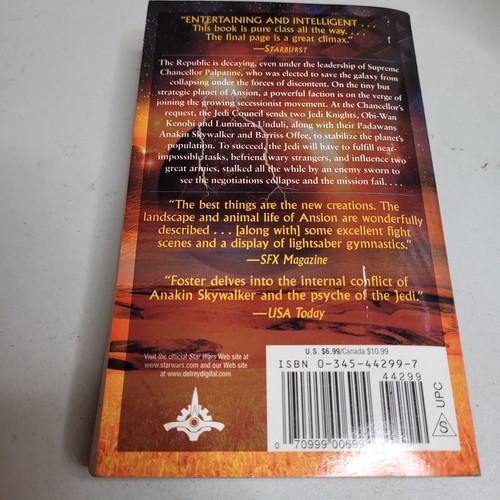 “ENTERTAINING AND INTELLIGENT . . .
This book is pure class all the way. . . .
The final page is a great climax.”
—STARBURST
The Republic is decaying, even under the leadership of Supreme
Chancellor Palpatine, who was elected to save the galaxy from
collapsing under the forces of discontent. On the tiny but
strategic planet of Ansion, a powerful faction is on the verge of
joining the growing secessionist movement. At the Chancellor’s
request, the Jedi Council sends two Jedi Knights, Obi-Wan
Kenobi and Luminara Unduli, along with their Padawans
Anakin Skywalker and Barriss Offee, to stabilize the planet’s
population. To succeed, the Jedi will have to fulfill near-
impossible tasks, befriend wary strangers, and influence two
great armies, stalked all the while by an enemy sworn to
see the negotiations collapse and the mission fail. . . .
“The best things are the new creations. The
landscape and animal life of Ansion are wonderfully
described . . . [along with] some excellent fight
scenes and a display of lightsaber gymnastics.”
—SFX Magazine
“Foster delves into the internal conflict of
Anakin Skywalker and the psyche of the Jedi.”
—USA Today
Visit the official Star Wars Web site at
www.starwars.com and our Web site
at www.delreydigital.com
U.S. $6.99/Canada $10.99
ISBN 0-345-44299-7
44299
0 70999 00699
S UPC